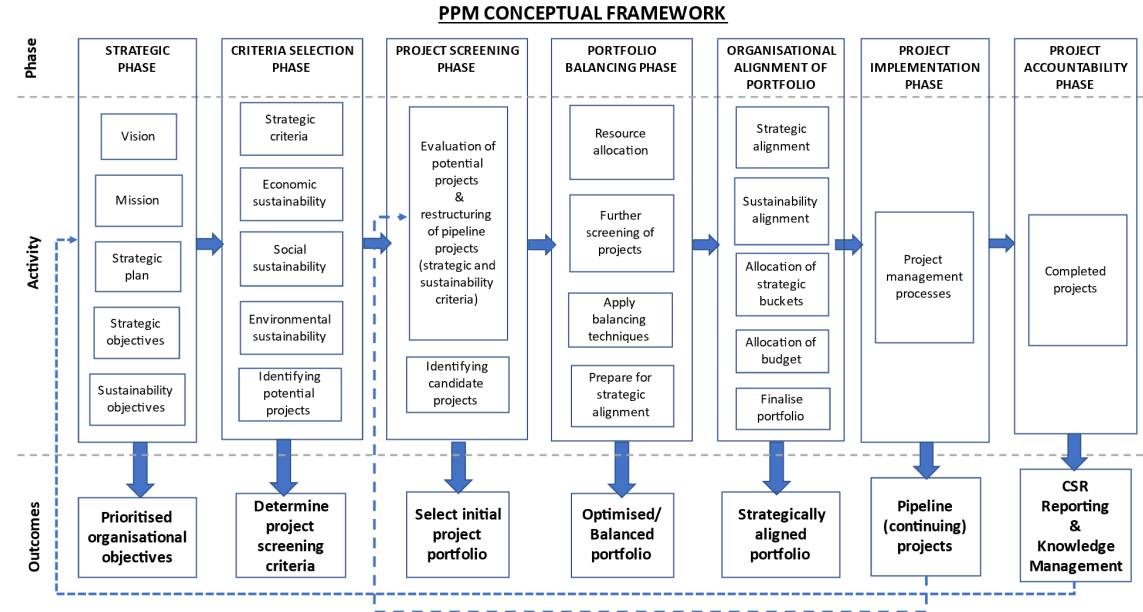 PPM CONCEPTUAL FRAMEWORK
Phase
STRATEGIC
PHASE
CRITERIA SELECTION
PHASE
PROJECT SCREENING
PHASE
PORTFOLIO
BALANCING PHASE
ORGANISATIONAL
ALIGNMENT OF
PORTFOLIO
PROJECT
IMPLEMENTATION
PHASE
PROJECT
ACCOUNTABILITY
PHASE
Activity
Vision
Mission
Strategic
plan
Strategic
objectives
Sustainability
objectives
Strategic
criteria
Economic
sustainability
Social
sustainability
Environmental
sustainability
Identifying
potential
projects
Evaluation of
potential
projects
&
restructuring
of pipeline
projects
(strategic and
sustainability
criteria)
Identifying
candidate
projects
Resource
allocation
Further
screening of
projects
Apply
balancing
techniques
Prepare for
strategic
alignment
Strategic
alignment
Sustainability
alignment
Allocation of
strategic
buckets
Allocation of
budget
Finalise
portfolio
Project
management
processes
Completed
projects
Outcomes
Prioritised
organisational
objectives
Determine
project
screening
criteria
Select initial
project
portfolio
Optimised/
Balanced
portfolio
Strategically
aligned
portfolio
Pipeline
(continuing)
projects
CSR
Reporting
&
Knowledge
Management